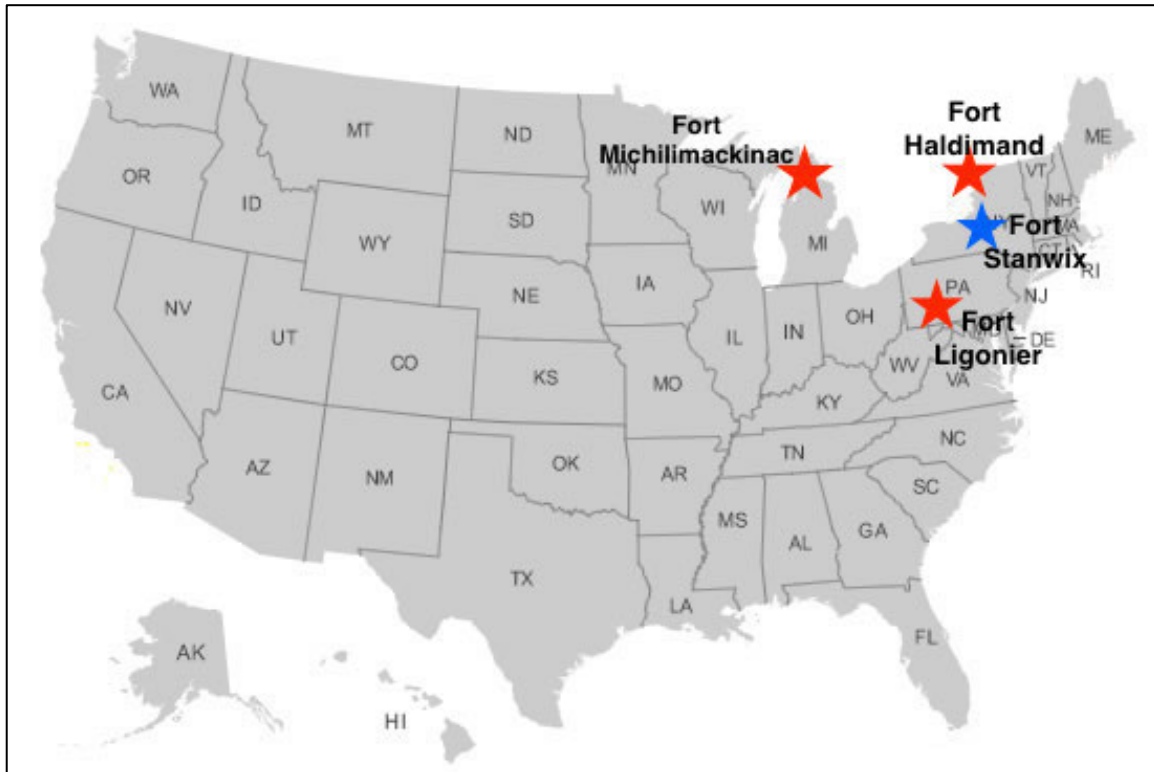 WA
MT
ND
MN
Fort
Michilimackinac
Fort
Haldimand
ME
VT
NH
OR
ID
SD
WI
MI
MA
Fort
Stanwix
CT
RI
WY
IA
NE
PA
NJ
NV
UT
CO
IL
IN
OH
Fort
Ligonier
DE
WV
VA
CA
KS
MO
KY
AZ
NM
OK
AR
TN
NC
SC
MS
AL
GA
TX
LA
FL
AK
HI